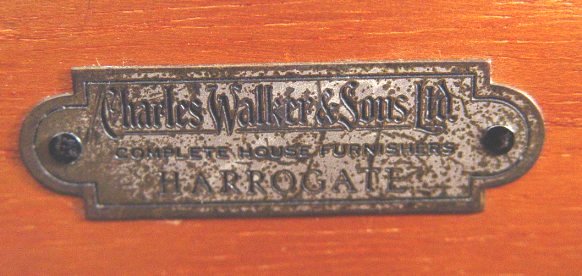 Charles Walker & Sons Ltd.
COMPLETE HOUSE FURNISHERS
HARROGATE